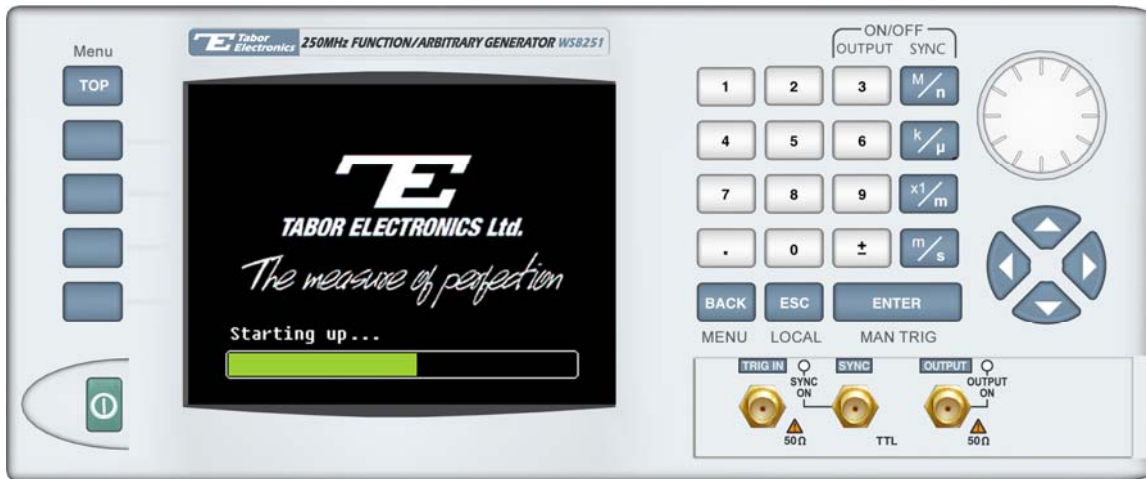 Menu
TOP
TE Tabor Electronics 250MHz FUNCTION/ARBITRARY GENERATOR WS8251
TE
TABOR ELECTRONICS Ltd.
The measure of perfection
Starting up...
ON/OFF
OUTPUT SYNC
1 2 3 M/n
4 5 6 k/µ
7 8 9 x1/m
. 0 ± m/s
BACK ESC ENTER
MENU LOCAL MAN TRIG
TRIG IN SYNC OUTPUT
SYNC ON
OUTPUT ON
50Ω TTL 50Ω